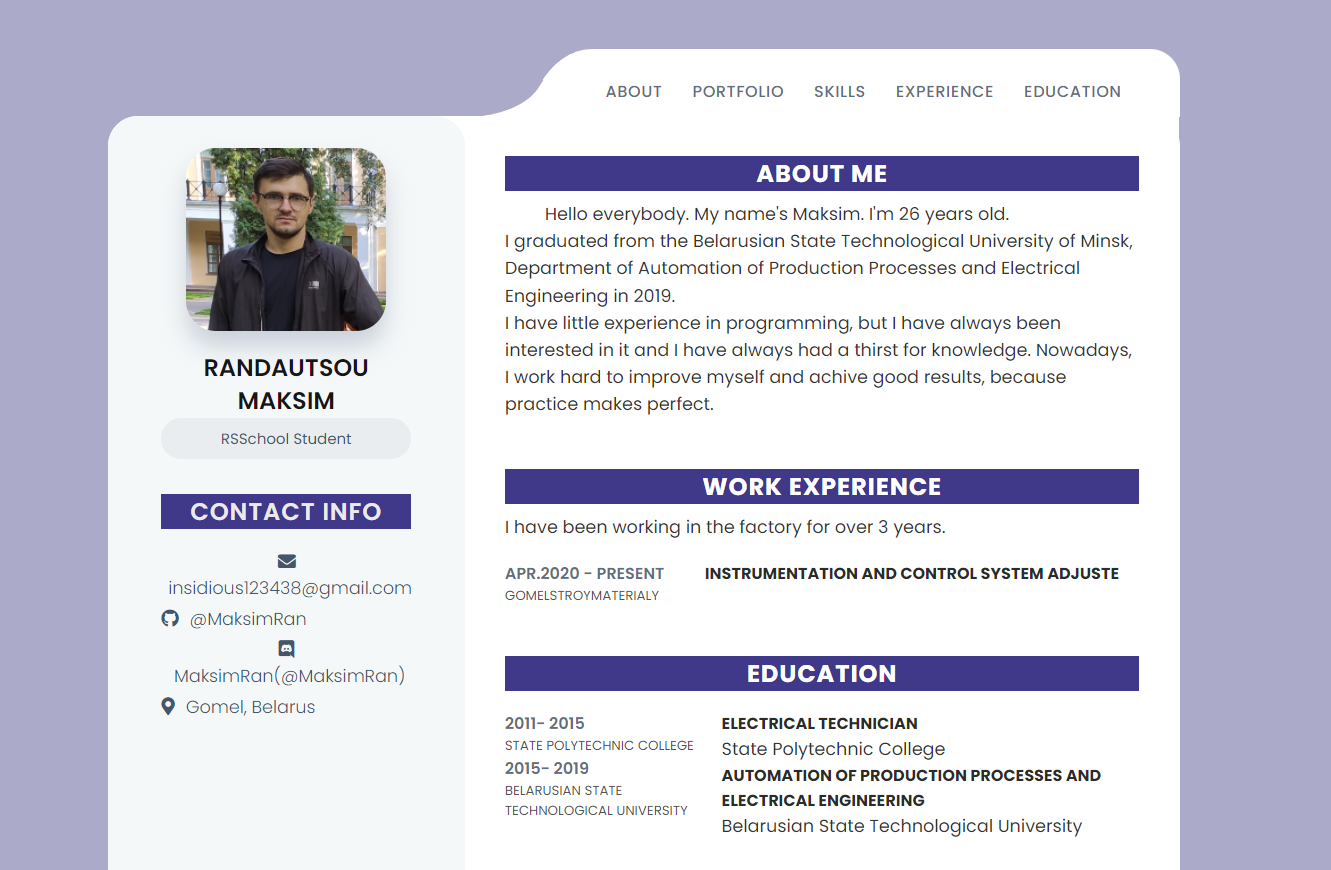 ABOUT PORTFOLIO SKILLS EXPERIENCE EDUCATION
RANDAUTSOU
MAKSIM
RSSchool Student
CONTACT INFO
insidious123438@gmail.com
@MaksimRan
MaksimRan(@MaksimRan)
Gomel, Belarus
ABOUT ME
Hello everybody. My name's Maksim. I'm 26 years old.
I graduated from the Belarusian State Technological University of Minsk,
Department of Automation of Production Processes and Electrical
Engineering in 2019.
I have little experience in programming, but I have always been
interested in it and I have always had a thirst for knowledge. Nowadays,
I work hard to improve myself and achive good results, because
practice makes perfect.
WORK EXPERIENCE
I have been working in the factory for over 3 years.
APR.2020 - PRESENT
GOMELSTROYMATERIALY
INSTRUMENTATION AND CONTROL SYSTEM ADJUSTE
EDUCATION
2011- 2015
STATE POLYTECHNIC COLLEGE
2015- 2019
BELARUSIAN STATE
TECHNOLOGICAL UNIVERSITY
ELECTRICAL TECHNICIAN
State Polytechnic College
AUTOMATION OF PRODUCTION PROCESSES AND
ELECTRICAL ENGINEERING
Belarusian State Technological University